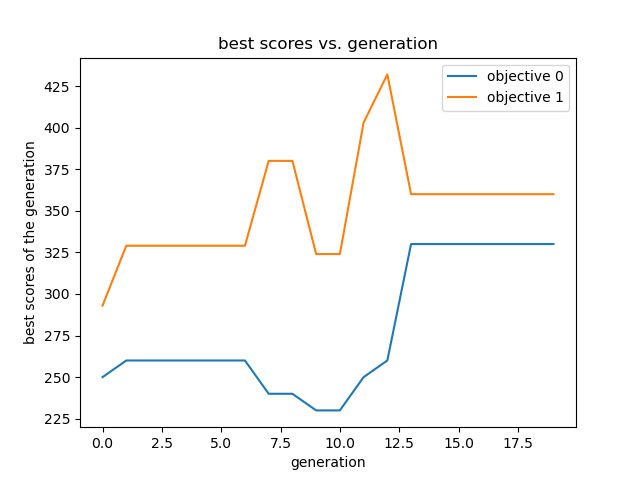 best scores vs. generation
objective 0
objective 1
best scores of the generation
425
400
375
350
325
300
275
250
225
0.0 2.5 5.0 7.5 10.0 12.5 15.0 17.5
generation